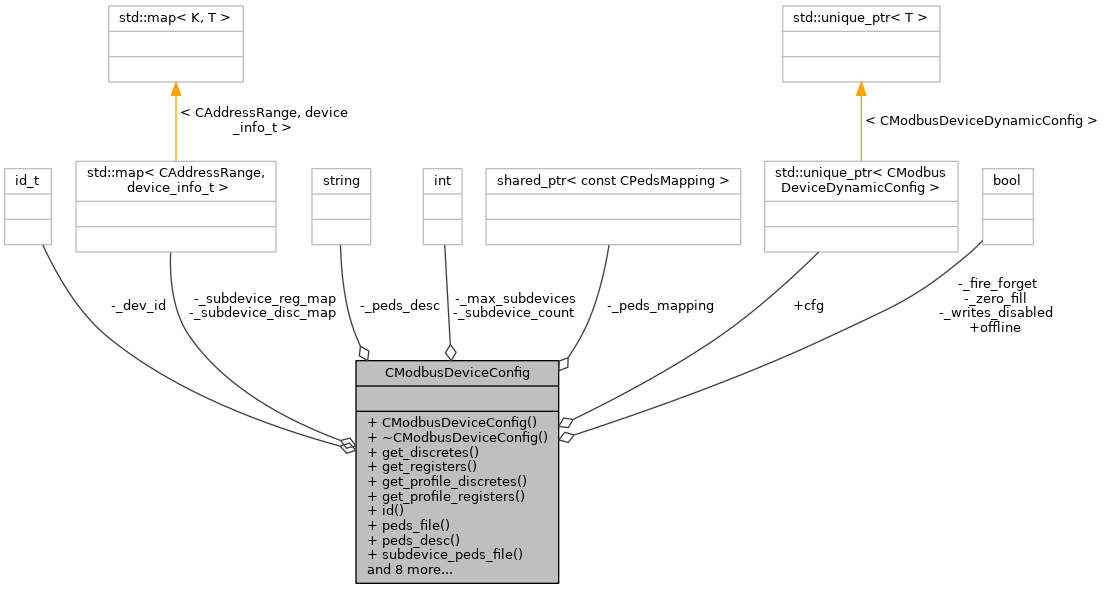 std::map< K, T >
std::unique_ptr< T >
< CAddressRange, device
_info_t >
< CModbusDeviceDynamicConfig >
id_t
std::map< CAddressRange,
device_info_t >
string
int
shared_ptr< const CPedsMapping >
std::unique_ptr< CModbus
DeviceDynamicConfig >
bool
-_dev_id
-_subdevice_reg_map
-_subdevice_disc_map
-_peds_desc
-_max_subdevices
-_subdevice_count
-_peds_mapping
+cfg
-_fire_forget
-_zero_fill
-_writes_disabled
+offline
CModbusDeviceConfig
+ CModbusDeviceConfig()
+ ~CModbusDeviceConfig()
+ get_discretes()
+ get_registers()
+ get_profile_discretes()
+ get_profile_registers()
+ id()
+ peds_file()
+ peds_desc()
+ subdevice_peds_file()
and 8 more...